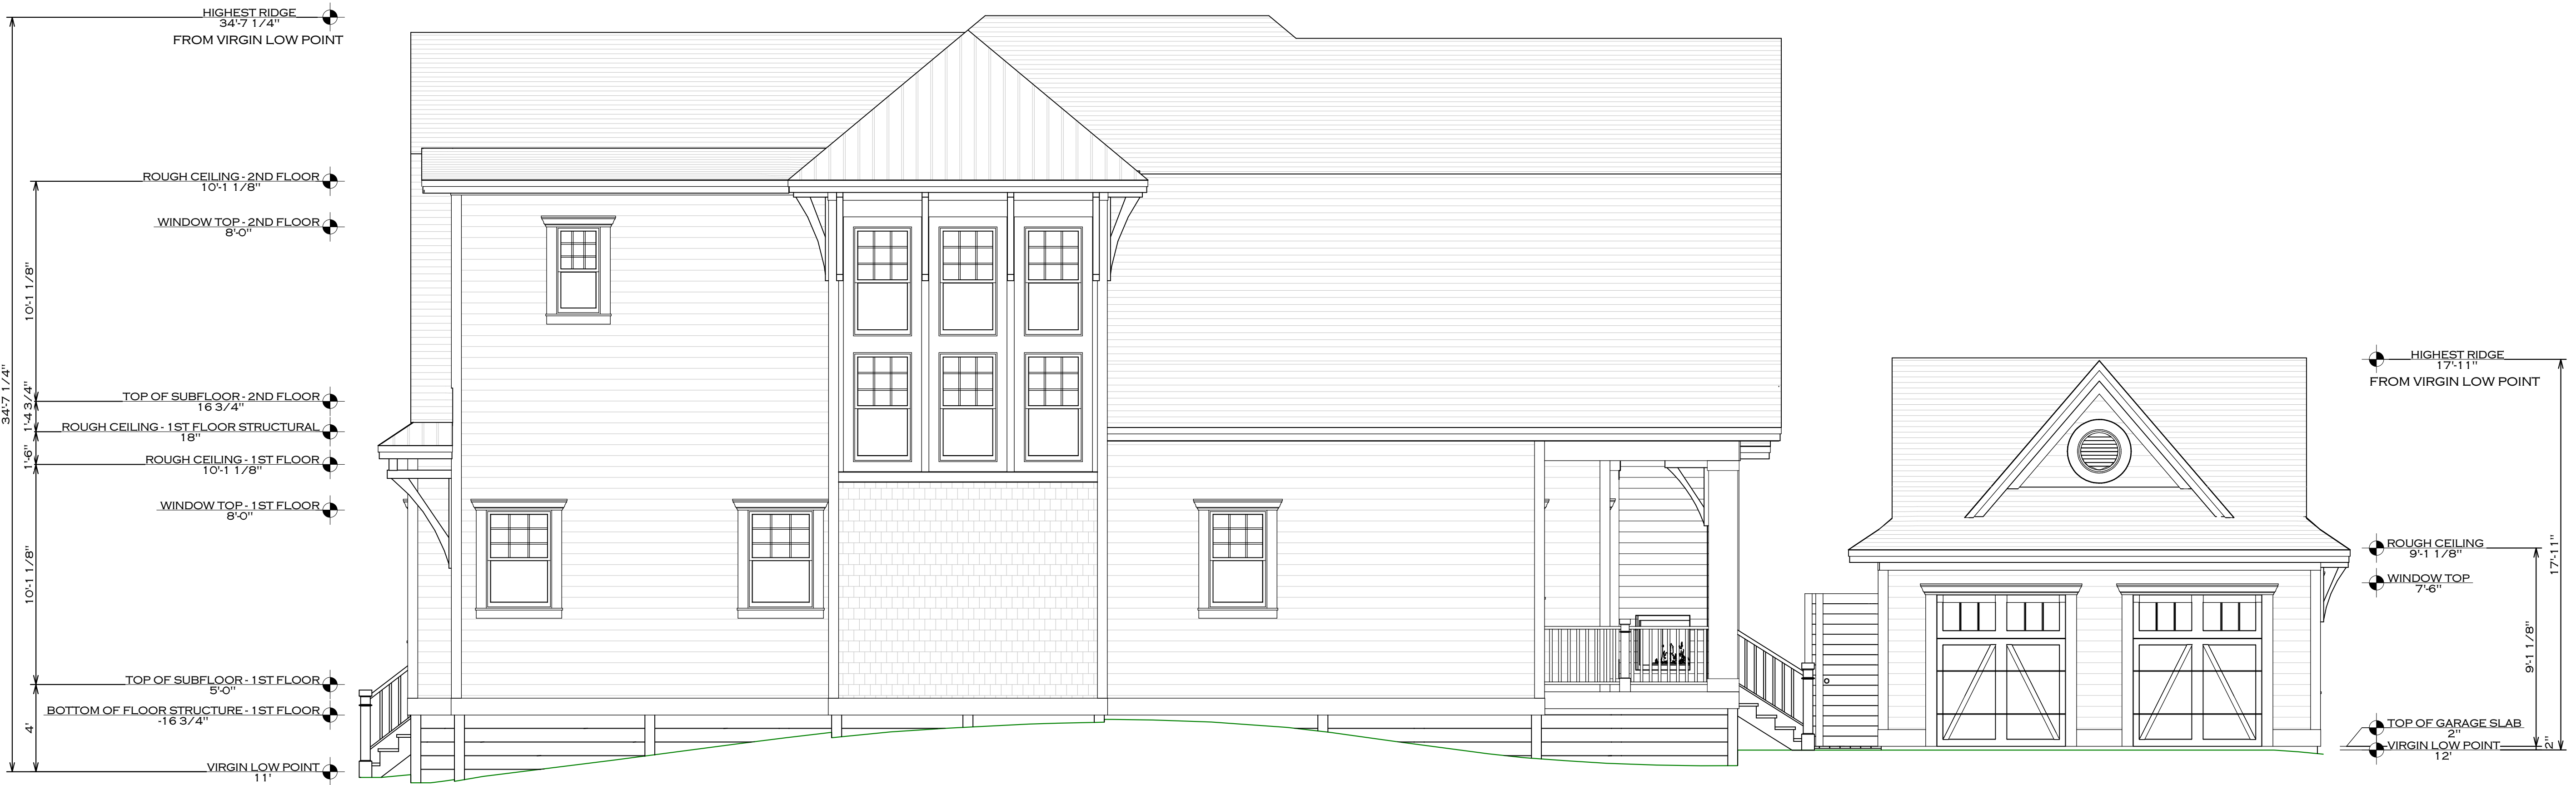 HIGHEST RIDGE
34'-7 1/4"
FROM VIRGIN LOW POINT
ROUGH CEILING - 2ND FLOOR
10'-1 1/8"
WINDOW TOP - 2ND FLOOR
8'-0"
TOP OF SUBFLOOR - 2ND FLOOR
16 3/4"
ROUGH CEILING - 1ST FLOOR STRUCTURAL
18"
ROUGH CEILING - 1ST FLOOR
10'-1 1/8"
WINDOW TOP - 1ST FLOOR
8'-0"
TOP OF SUBFLOOR - 1ST FLOOR
5'-0"
BOTTOM OF FLOOR STRUCTURE - 1ST FLOOR
-16 3/4"
VIRGIN LOW POINT
11'
34'-7 1/4"
10'-1 1/8"
1'-4 3/4"
1'-6"
10'-1 1/8"
4'
HIGHEST RIDGE
17'-11"
FROM VIRGIN LOW POINT
ROUGH CEILING
9'-1 1/8"
WINDOW TOP
7'-6"
TOP OF GARAGE SLAB
2"
VIRGIN LOW POINT
12'
9'-1 1/8"
17'-11"
2"